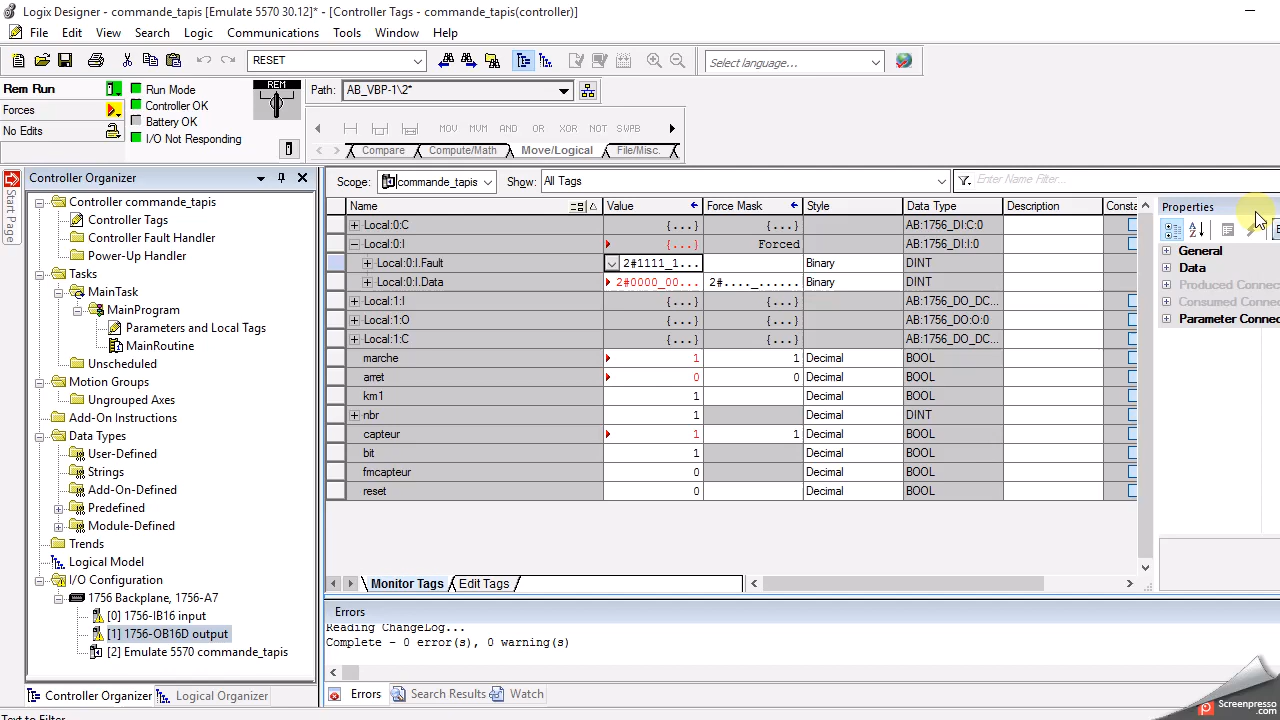 Logix Designer - commande_tapis [Emulate 5570 30.12]* - [Controller Tags - commande_tapis(controller)]
File Edit View Search Logic Communications Tools Window Help
RESET
Select language...
Rem Run
Forces
No Edits
Run Mode
Controller OK
Battery OK
I/O Not Responding
REM
Path: AB_VBP-1\2*
MOV MVM AND OR XOR NOT SWPB
Compare Compute/Math Move/Logical File/Misc.
Start Page
Controller Organizer
Controller commande_tapis
Controller Tags
Controller Fault Handler
Power-Up Handler
Tasks
MainTask
MainProgram
Parameters and Local Tags
MainRoutine
Unscheduled
Motion Groups
Ungrouped Axes
Add-On Instructions
Data Types
User-Defined
Strings
Add-On-Defined
Predefined
Module-Defined
Trends
Logical Model
I/O Configuration
1756 Backplane, 1756-A7
[0] 1756-IB16 input
[1] 1756-OB16D output
[2] Emulate 5570 commande_tapis
Controller Organizer Logical Organizer
Scope: commande_tapis Show: All Tags Enter Name Filter...
Name Value Force Mask Style Data Type Description Consta
Local:0:C {...} {...} AB:1756_DI:C:0
Local:0:I {...} Forced AB:1756_DI:I:0
Local:0:I.Fault 2#1111_1... Binary DINT
Local:0:I.Data 2#0000_00... 2#...._...... Binary DINT
Local:1:I {...} {...} AB:1756_DO_DC...
Local:1:O {...} {...} AB:1756_DO:O:0
Local:1:C {...} {...} AB:1756_DO_DC...
marche 1 1 Decimal BOOL
arret 0 0 Decimal BOOL
km1 1 Decimal BOOL
nbr 1 Decimal DINT
capteur 1 1 Decimal BOOL
bit 1 Decimal BOOL
fmcapteur 0 Decimal BOOL
reset 0 Decimal BOOL
Monitor Tags Edit Tags
Properties
General
Data
Produced Connec
Consumed Connec
Parameter Connec
Errors
Reading ChangeLog...
Complete - 0 error(s), 0 warning(s)
Errors Search Results Watch
Text to Filter
Screenpresso
.com